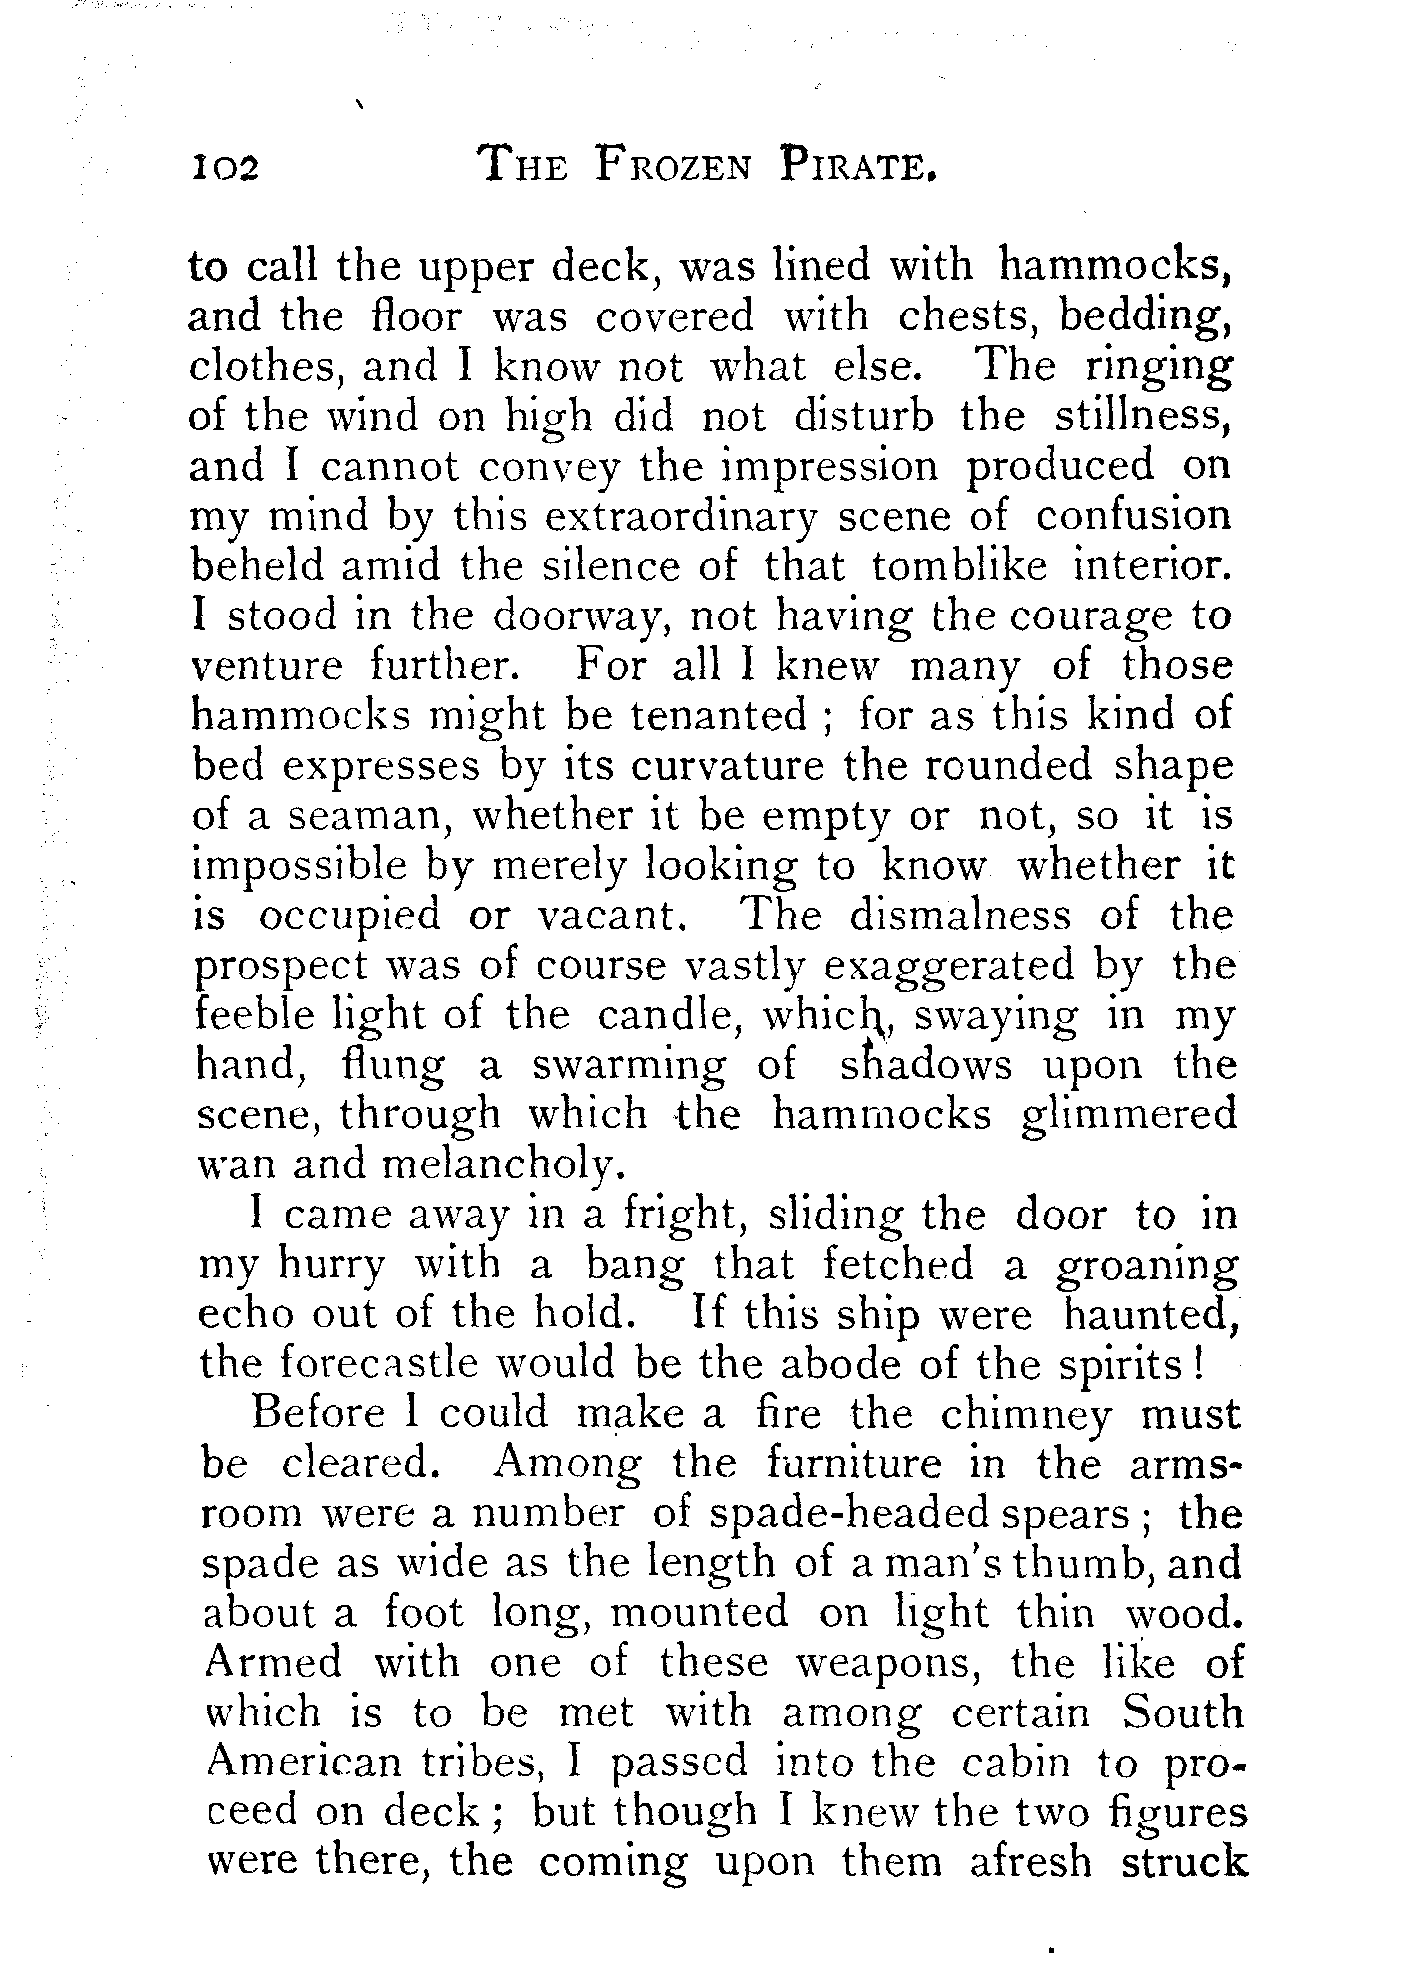 102 THE FROZEN PIRATE.
to call the upper deck, was lined with hammocks,
and the floor was covered with chests, bedding,
clothes, and I know not what else. The ringing
of the wind on high did not disturb the stillness,
and I cannot convey the impression produced on
my mind by this extraordinary scene of confusion
beheld amid the silence of that tomblike interior.
I stood in the doorway, not having the courage to
venture further. For all I knew many of those
hammocks might be tenanted ; for as this kind of
bed expresses by its curvature the rounded shape
of a seaman, whether it be empty or not, so it is
impossible by merely looking to know whether it
is occupied or vacant. The dismalness of the
prospect was of course vastly exaggerated by the
feeble light of the candle, which, swaying in my
hand, flung a swarming of shadows upon the
scene, through which the hammocks glimmered
wan and melancholy.
I came away in a fright, sliding the door to in
my hurry with a bang that fetched a groaning
echo out of the hold. If this ship were haunted,
the forecastle would be the abode of the spirits !
Before I could make a fire the chimney must
be cleared. Among the furniture in the arms-
room were a number of spade-headed spears ; the
spade as wide as the length of a man's thumb, and
about a foot long, mounted on light thin wood.
Armed with one of these weapons, the like of
which is to be met with among certain South
American tribes, I passed into the cabin to pro-
ceed on deck ; but though I knew the two figures
were there, the coming upon them afresh struck